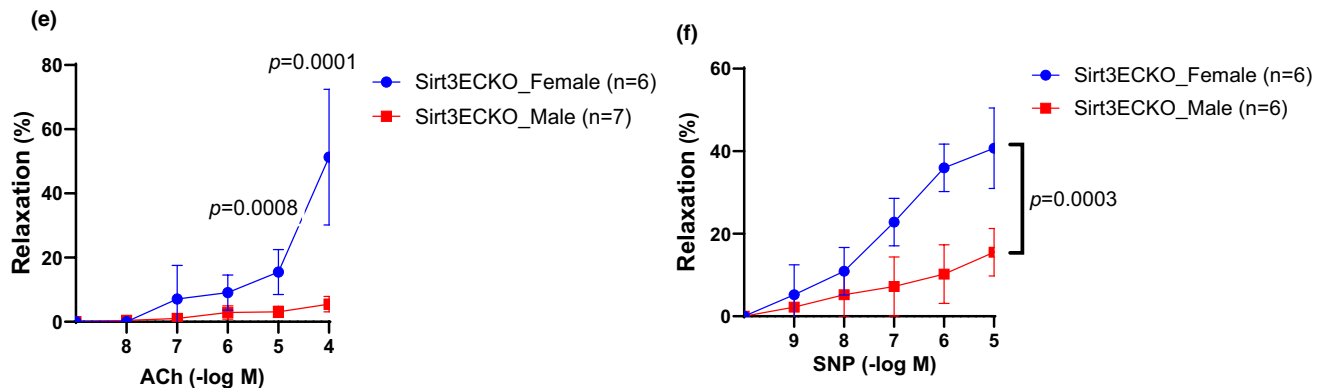 (e)
p=0.0001
80
60
40
20
0
Relaxation (%)
p=0.0008
8 7 6 5 4
ACh (-log M)
Sirt3ECKO_Female (n=6)
Sirt3ECKO_Male (n=7)
(f)
60
40
20
0
Relaxation (%)
9 8 7 6 5
SNP (-log M)
Sirt3ECKO_Female (n=6)
Sirt3ECKO_Male (n=6)
p=0.0003